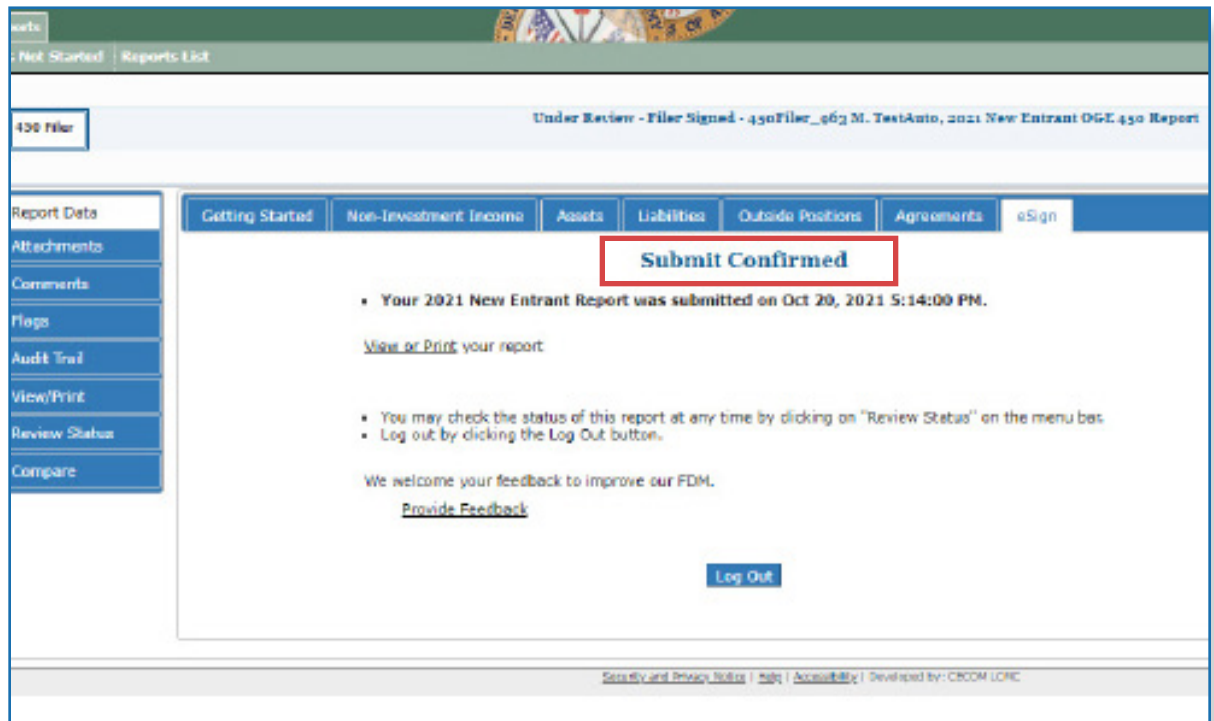 Not Started Reports List
450 Filer
Under Review - Filer Signed - 450Filer_963 M. TestAuto, 2021 New Entrant OGE 450 Report
Report Data
Attachments
Comments
Flags
Audit Trail
View/Print
Review Status
Compare
Getting Started Non-Investment Income Assets Liabilities Outside Positions Agreements eSign
Submit Confirmed
• Your 2021 New Entrant Report was submitted on Oct 20, 2021 5:14:00 PM.
View or Print your report
• You may check the status of this report at any time by clicking on "Review Status" on the menu bar.
• Log out by clicking the Log Out button.
We welcome your feedback to improve our FDM.
Provide Feedback
Log Out
Security and Privacy Notice | Help | Accessibility | Developed by: CECOM LCMC